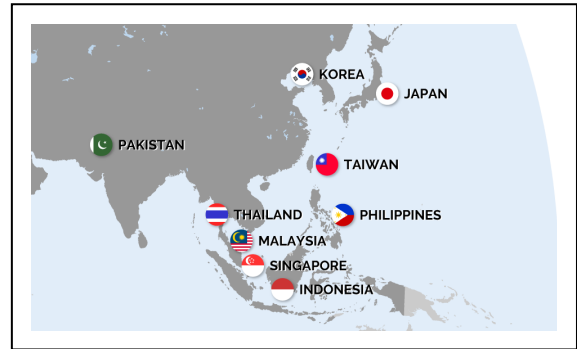 KOREA
JAPAN
PAKISTAN
TAIWAN
THAILAND
PHILIPPINES
MALAYSIA
SINGAPORE
INDONESIA